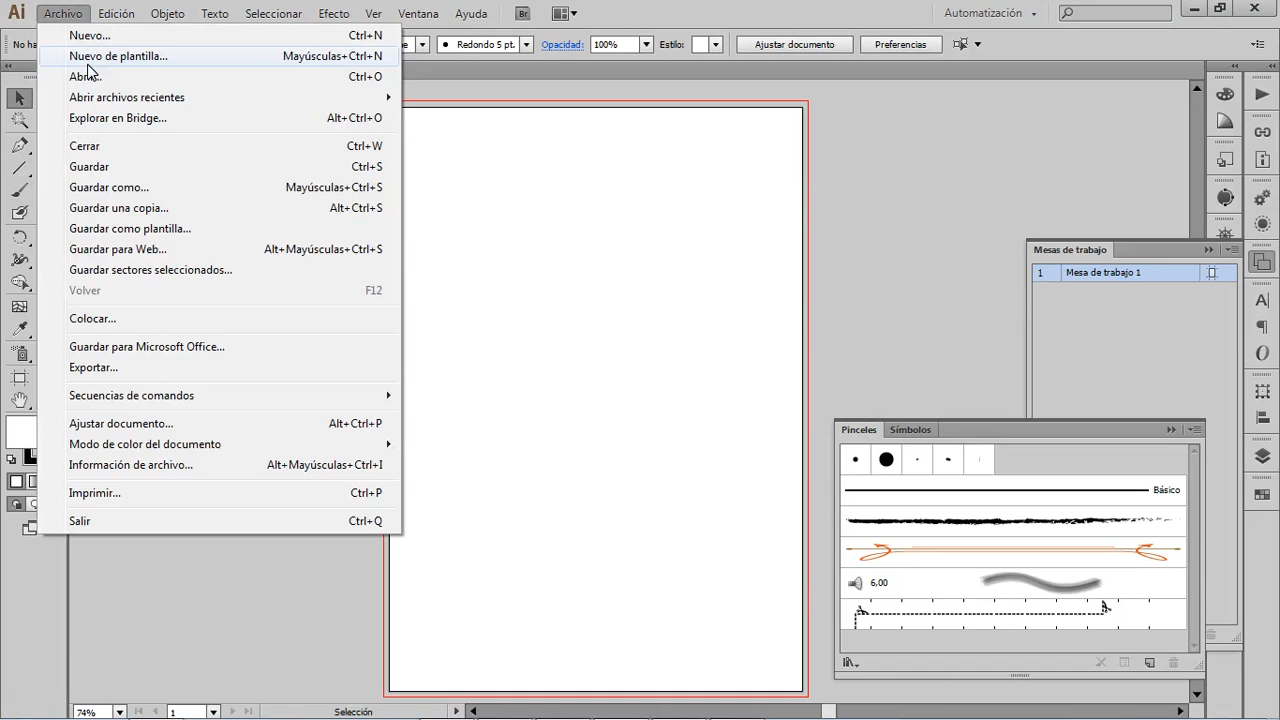 Ai Archivo Edición Objeto Texto Seleccionar Efecto Ver Ventana Ayuda Br Automatización
No ha
Redondo 5 pt. Opacidad: 100% Estilo: Ajustar documento Preferencias
Nuevo... Ctrl+N
Nuevo de plantilla... Mayúsculas+Ctrl+N
Ctrl+O
Abrir archivos recientes
Explorar en Bridge... Alt+Ctrl+O
Cerrar Ctrl+W
Guardar Ctrl+S
Guardar como... Mayúsculas+Ctrl+S
Guardar una copia... Alt+Ctrl+S
Guardar como plantilla...
Guardar para Web... Alt+Mayúsculas+Ctrl+S
Guardar sectores seleccionados...
Volver F12
Colocar...
Guardar para Microsoft Office...
Exportar...
Secuencias de comandos
Ajustar documento... Alt+Ctrl+P
Modo de color del documento
Información de archivo... Alt+Mayúsculas+Ctrl+I
Imprimir... Ctrl+P
Salir Ctrl+Q
Mesas de trabajo
1 Mesa de trabajo 1
Pinceles Símbolos
Básico
6,00
74% 1 Selección